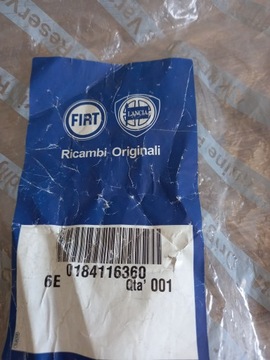 FIAT LANCIA
Ricambi Originali
0184116360
6E Qta' 001